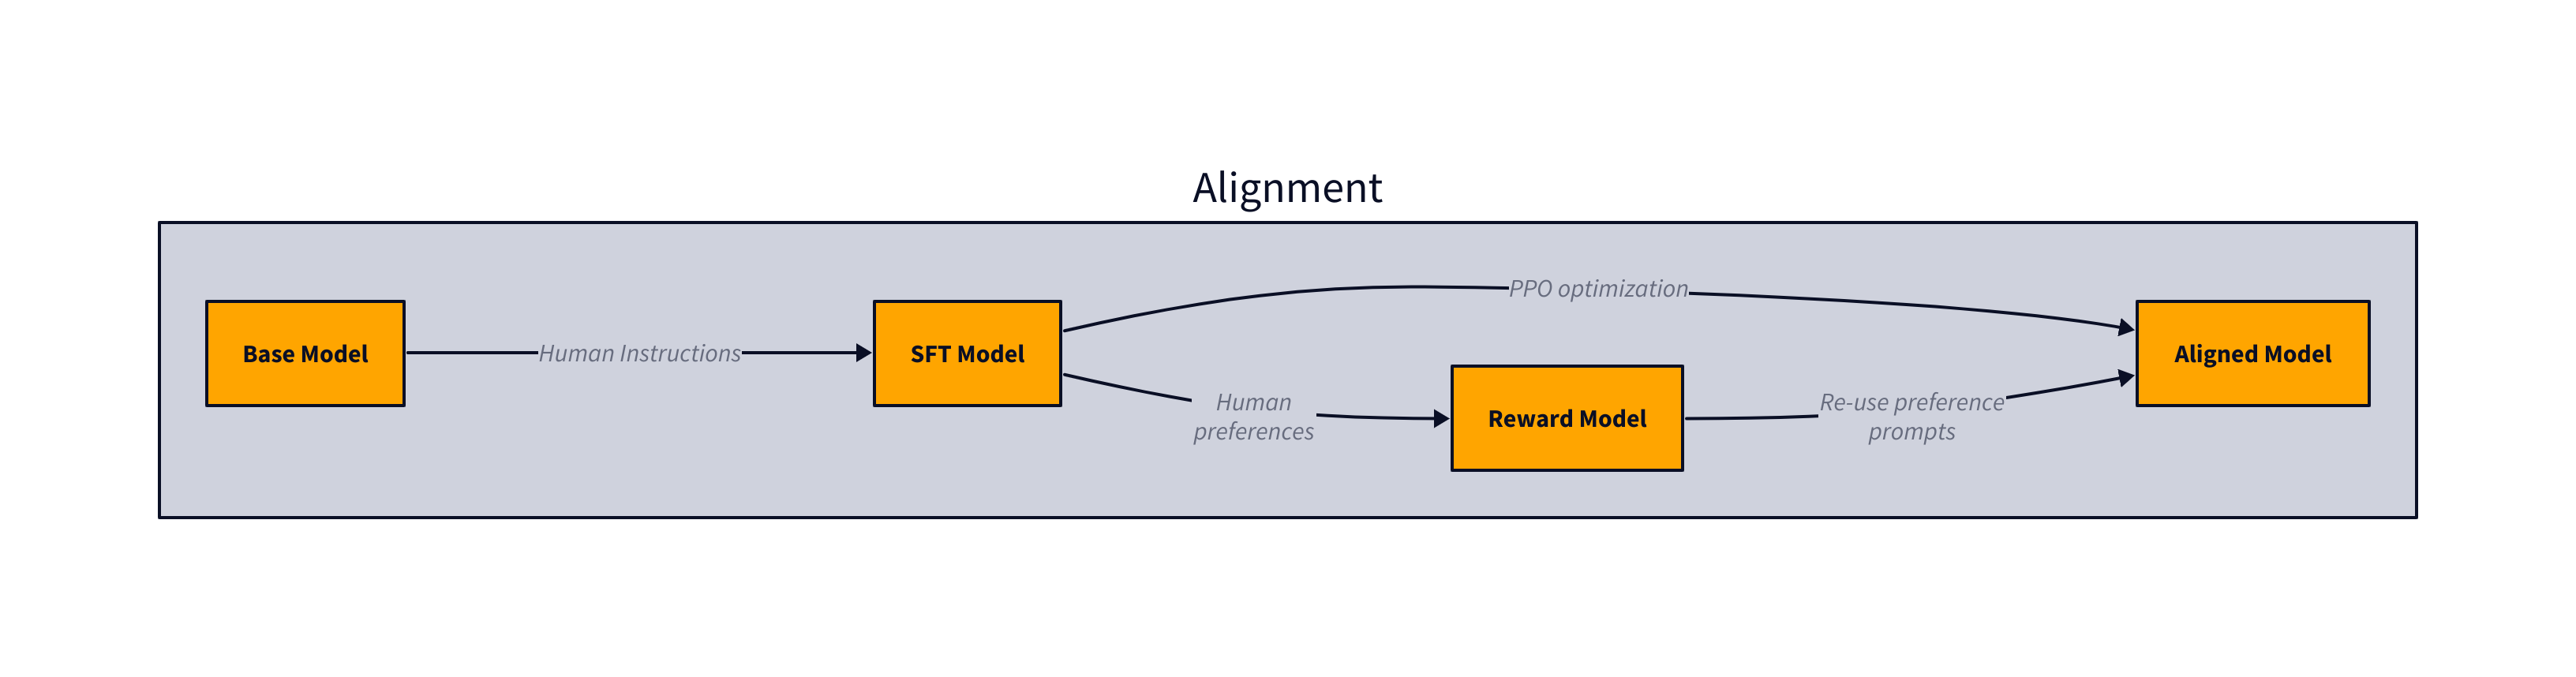 Alignment
Base Model
Human Instructions
SFT Model
PPO optimization
Human
preferences
Reward Model
Re-use preference
prompts
Aligned Model